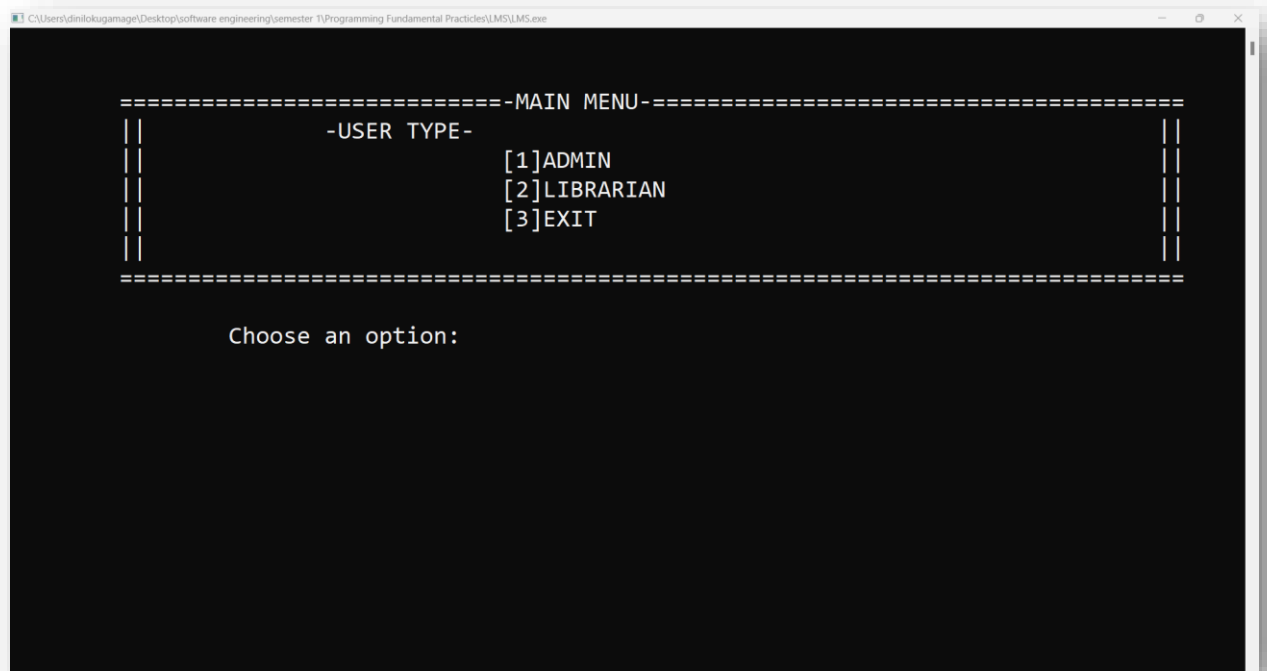 C:\Users\dinilokugamage\Desktop\software engineering\semester 1\Programming Fundamental Practicles\LMS\LMS.exe
============================-MAIN MENU-=======================================
|| -USER TYPE- ||
|| [1]ADMIN ||
|| [2]LIBRARIAN ||
|| [3]EXIT ||
|| ||
==============================================================================
Choose an option: